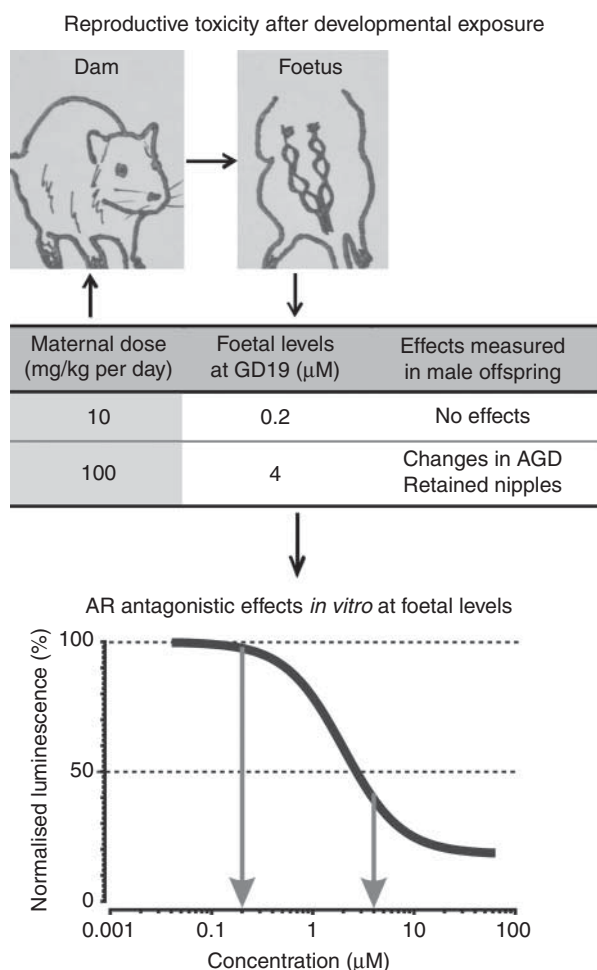 Reproductive toxicity after developmental exposure
Dam
Foetus
Maternal dose
(mg/kg per day)
Foetal levels
at GD19 (μM)
Effects measured
in male offspring
10
0.2
No effects
100
4
Changes in AGD
Retained nipples
AR antagonistic effects in vitro at foetal levels
Normalised luminescence (%)
100
50
0
0.001
0.1
1
10
100
Concentration (μM)